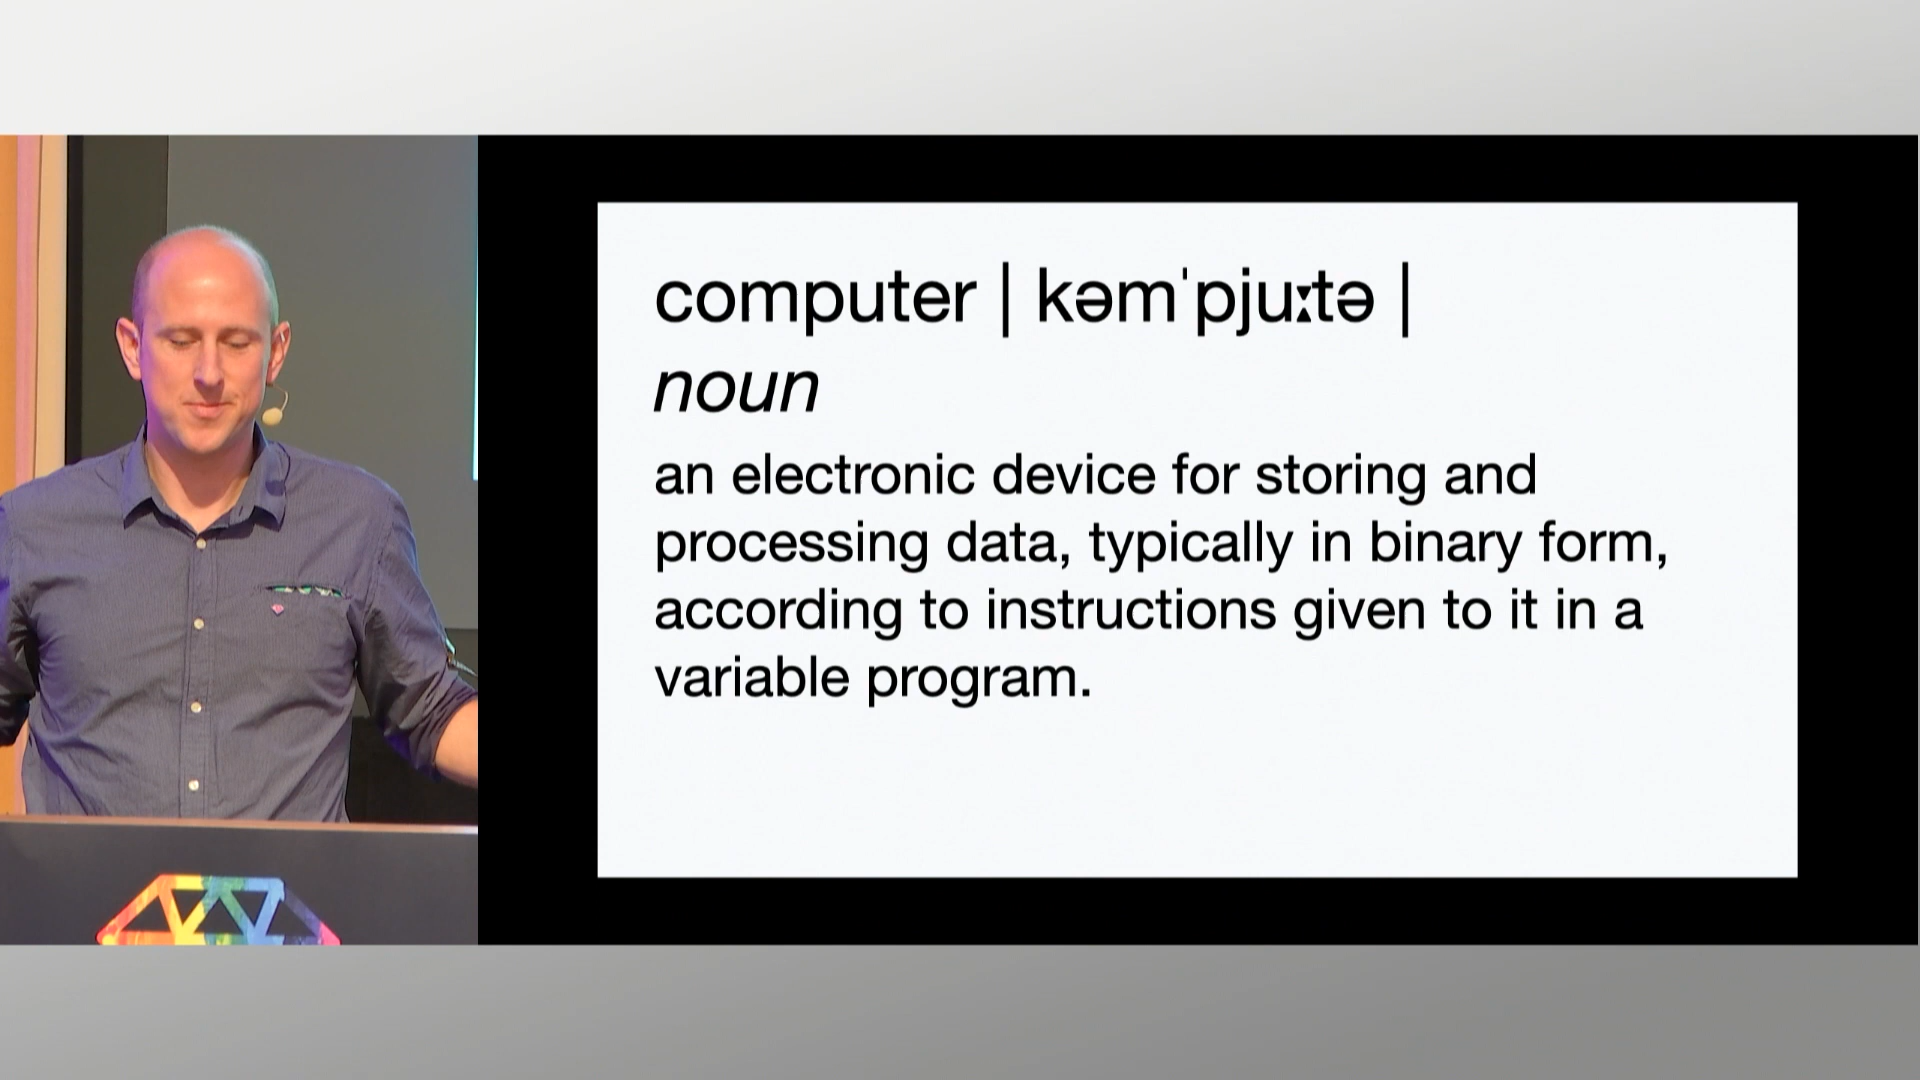 computer | kəmˈpjuːtə |
noun
an electronic device for storing and
processing data, typically in binary form,
according to instructions given to it in a
variable program.